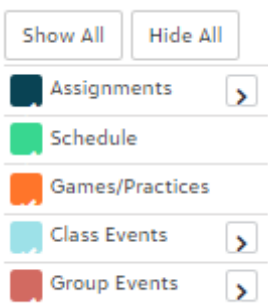 Show All Hide All
Assignments
Schedule
Games/Practices
Class Events
Group Events